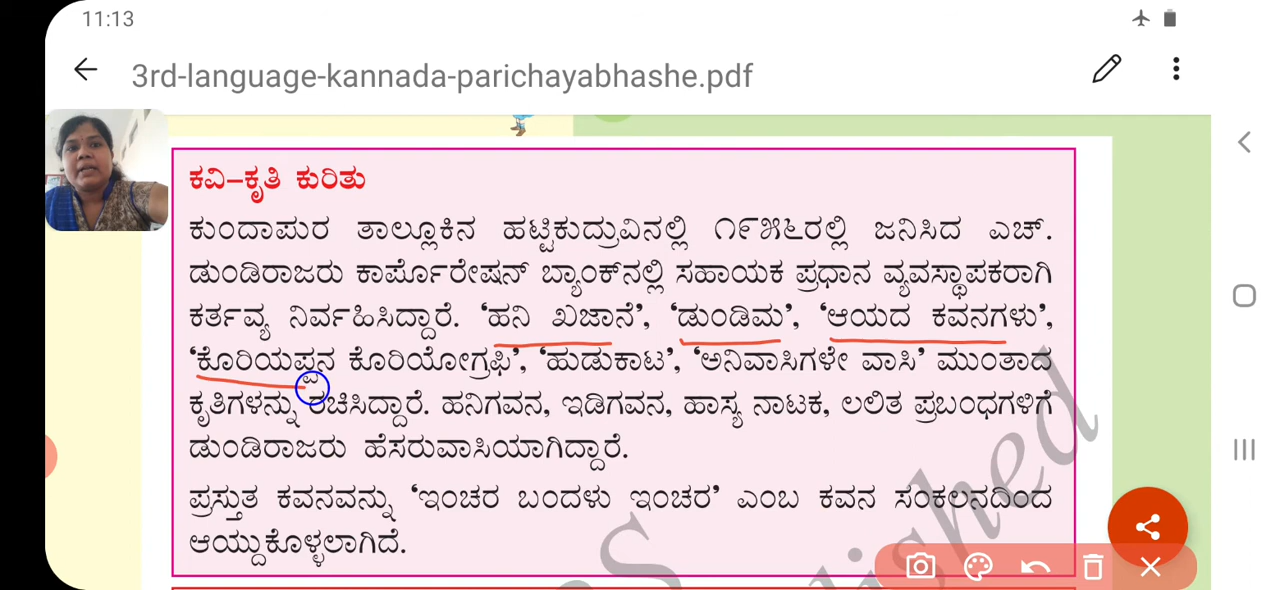 11:13
3rd-language-kannada-parichayabhashe.pdf
ಕವಿ–ಕೃತಿ ಕುರಿತು
ಕುಂದಾಪುರ ತಾಲ್ಲೂಕಿನ ಹಟ್ಟಿಕುದ್ರುವಿನಲ್ಲಿ ೧೯೫೬ರಲ್ಲಿ ಜನಿಸಿದ ಎಚ್.
ಡುಂಡಿರಾಜರು ಕಾರ್ಪೊರೇಷನ್ ಬ್ಯಾಂಕ್‌ನಲ್ಲಿ ಸಹಾಯಕ ಪ್ರಧಾನ ವ್ಯವಸ್ಥಾಪಕರಾಗಿ
ಕರ್ತವ್ಯ ನಿರ್ವಹಿಸಿದ್ದಾರೆ. ‘ಹನಿ ಖಜಾನೆ’, ‘ಡುಂಡಿಮ’, ‘ಆಯದ ಕವನಗಳು’,
‘ಕೊರಿಯಪ್ಪನ ಕೊರಿಯೋಗ್ರಫಿ’, ‘ಹುಡುಕಾಟ’, ‘ಅನಿವಾಸಿಗಳೇ ವಾಸಿ’ ಮುಂತಾದ
ಕೃತಿಗಳನ್ನು ರಚಿಸಿದ್ದಾರೆ. ಹನಿಗವನ, ಇಡಿಗವನ, ಹಾಸ್ಯ ನಾಟಕ, ಲಲಿತ ಪ್ರಬಂಧಗಳಿಗೆ
ಡುಂಡಿರಾಜರು ಹೆಸರುವಾಸಿಯಾಗಿದ್ದಾರೆ.
ಪ್ರಸ್ತುತ ಕವನವನ್ನು ‘ಇಂಚರ ಬಂದಳು ಇಂಚರ’ ಎಂಬ ಕವನ ಸಂಕಲನದಿಂದ
ಆಯ್ದುಕೊಳ್ಳಲಾಗಿದೆ.